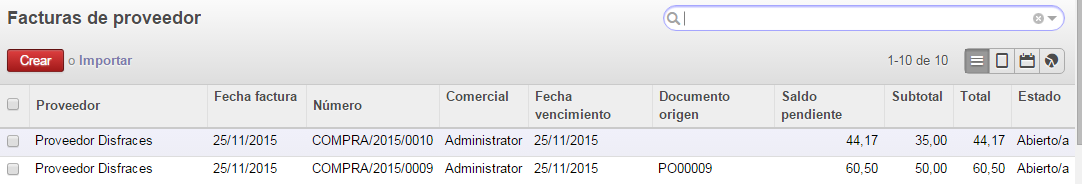 Facturas de proveedor
Crear o Importar 1-10 de 10
Proveedor Fecha factura Número Comercial Fecha vencimiento Documento origen Saldo pendiente Subtotal Total Estado
Proveedor Disfraces 25/11/2015 COMPRA/2015/0010 Administrator 25/11/2015 44,17 35,00 44,17 Abierto/a
Proveedor Disfraces 25/11/2015 COMPRA/2015/0009 Administrator 25/11/2015 PO00009 60,50 50,00 60,50 Abierto/a